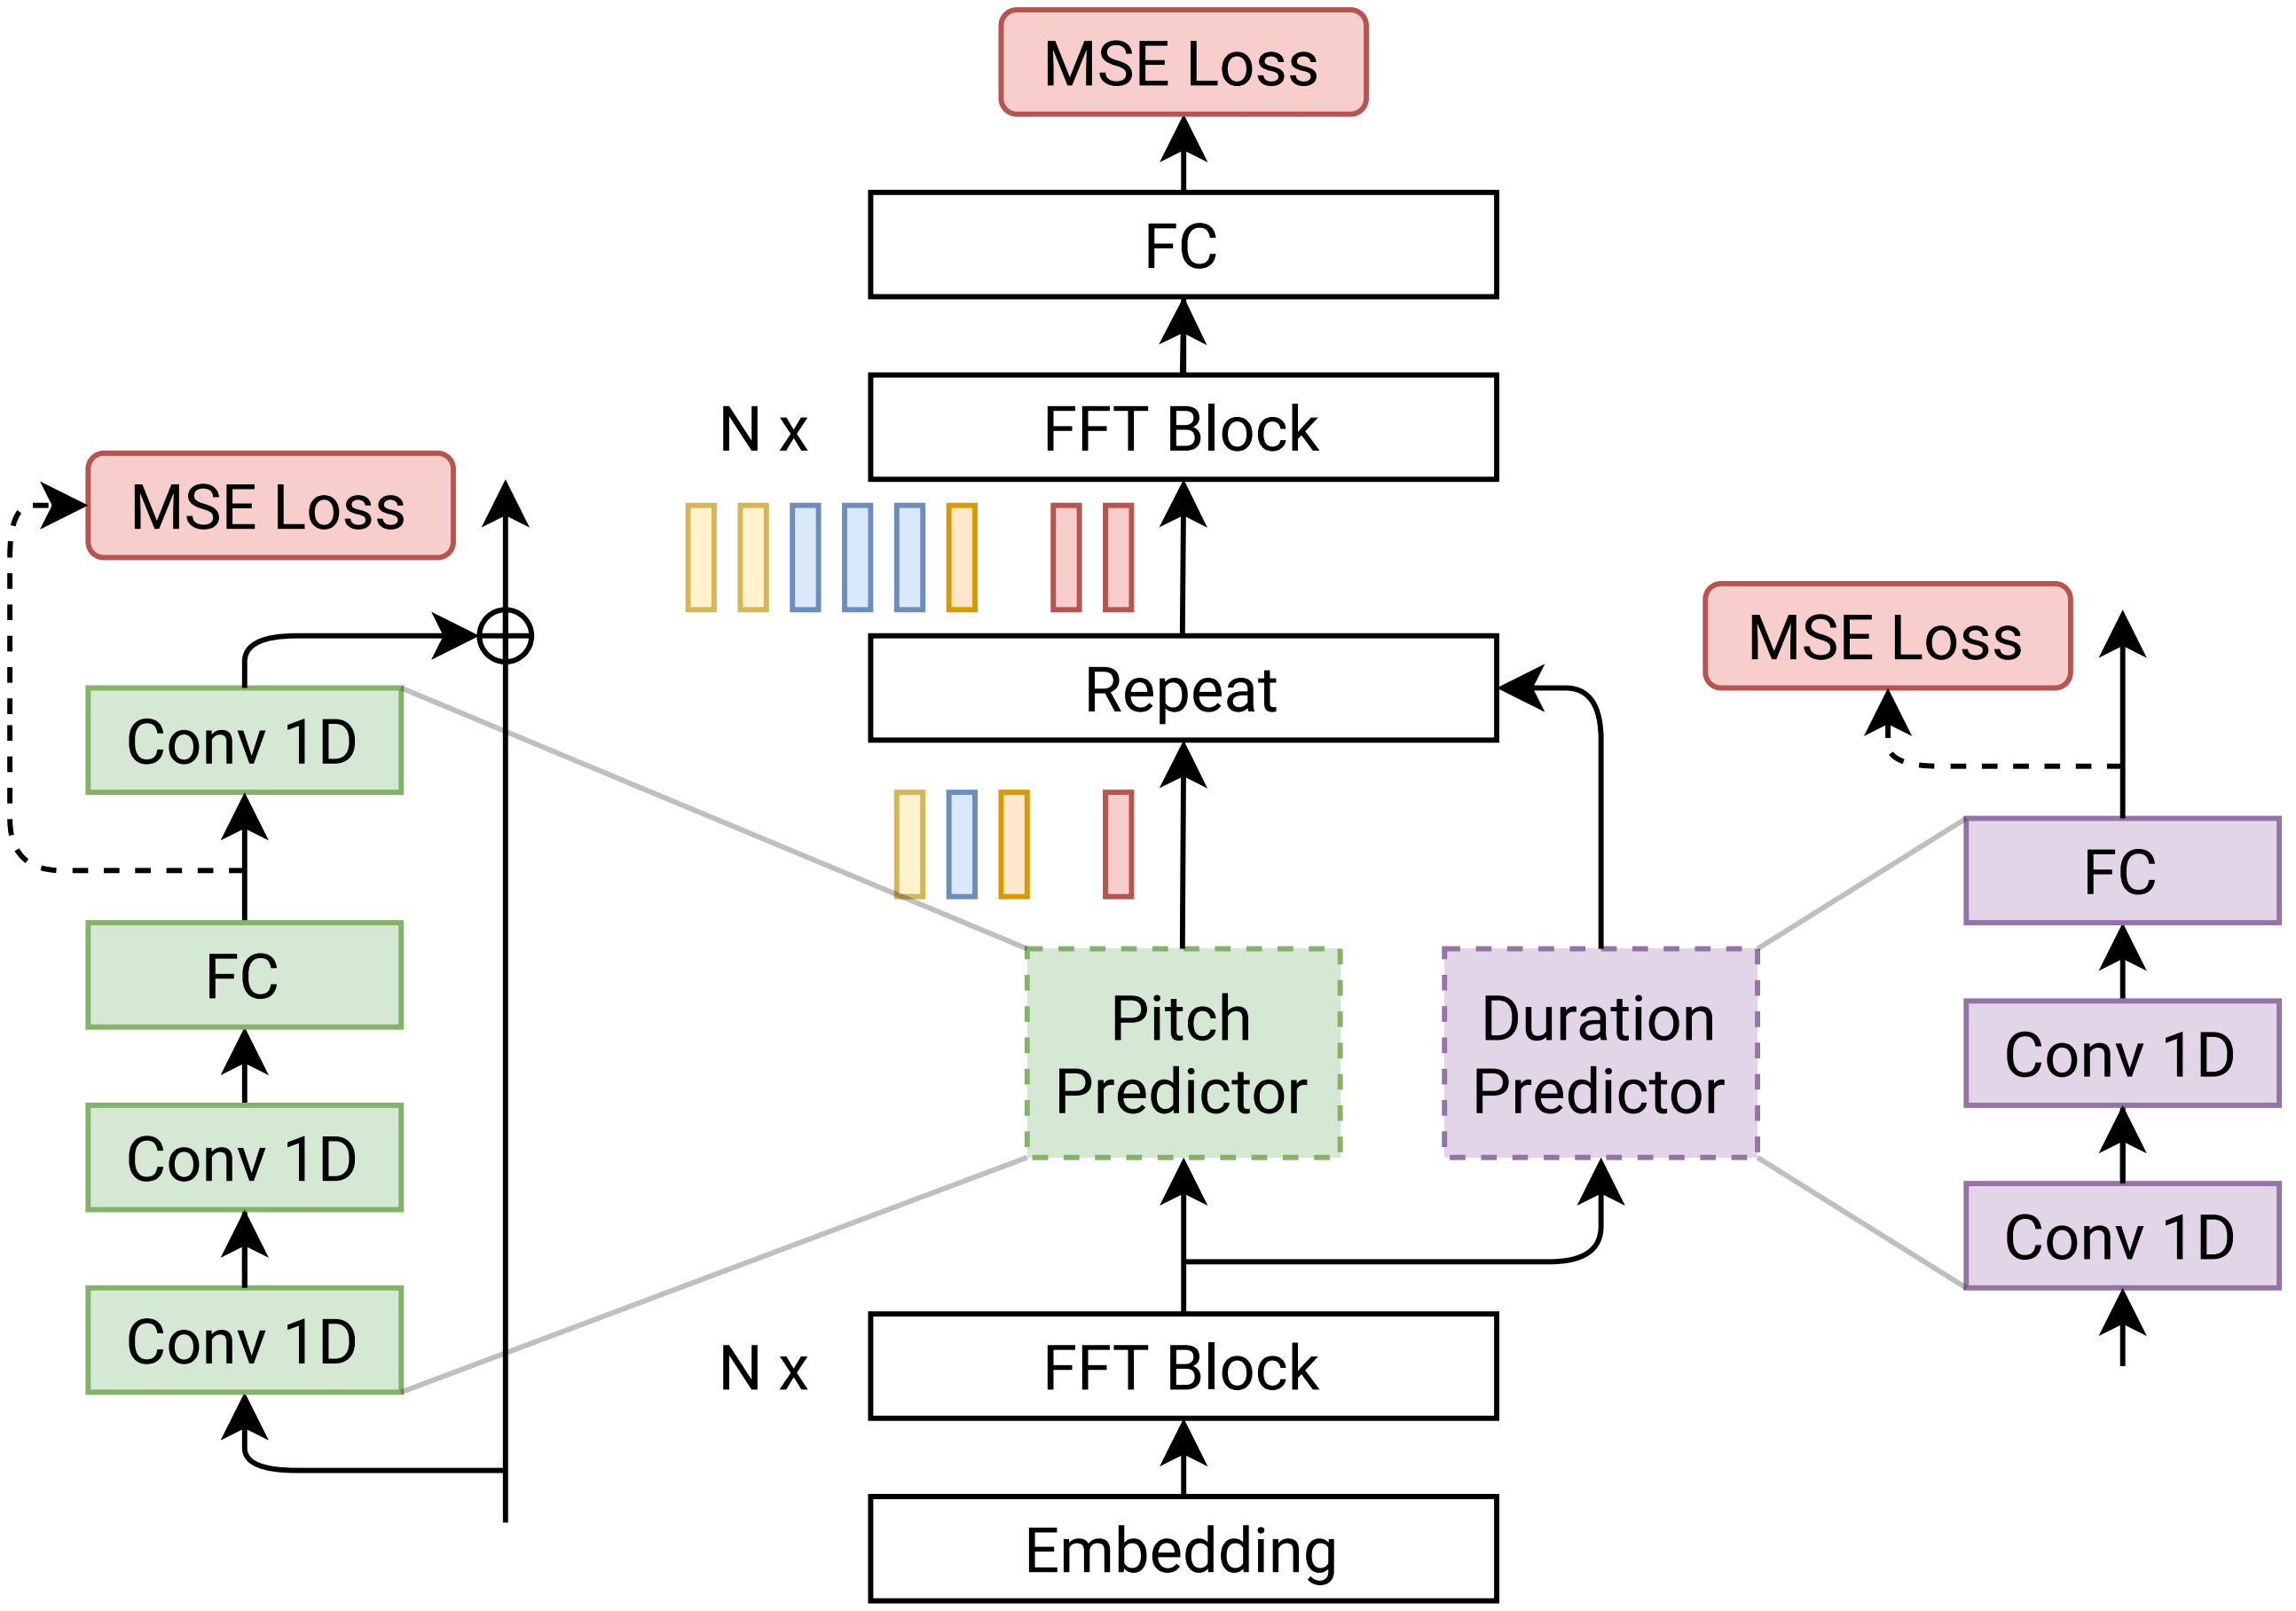 MSE Loss
FC
N x
FFT Block
MSE Loss
Conv 1D
FC
Conv 1D
Conv 1D
Repeat
Pitch
Predictor
Duration
Predictor
N x
FFT Block
Embedding
MSE Loss
FC
Conv 1D
Conv 1D